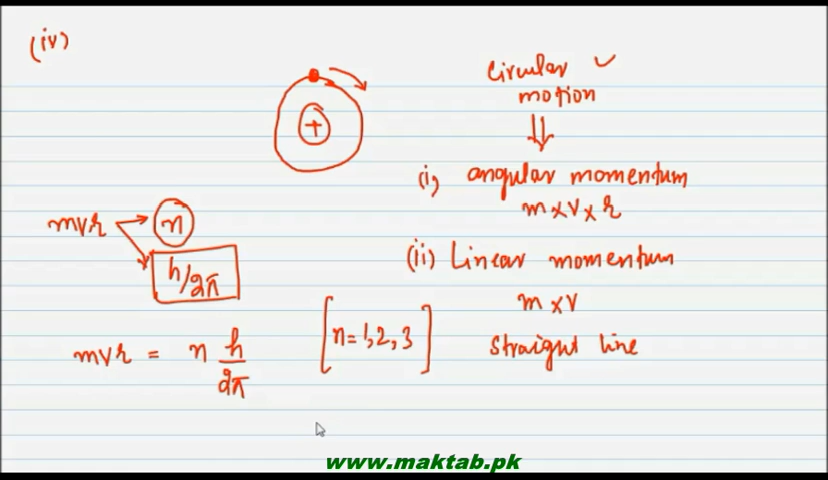 (iv)
+
circular ✓
motion
⇓
(i) angular momentum
m×v×r
(ii) Linear momentum
m×v
straight line
mvr
n
h/2π
mvr = n h/2π
[n=1,2,3]
www.maktab.pk